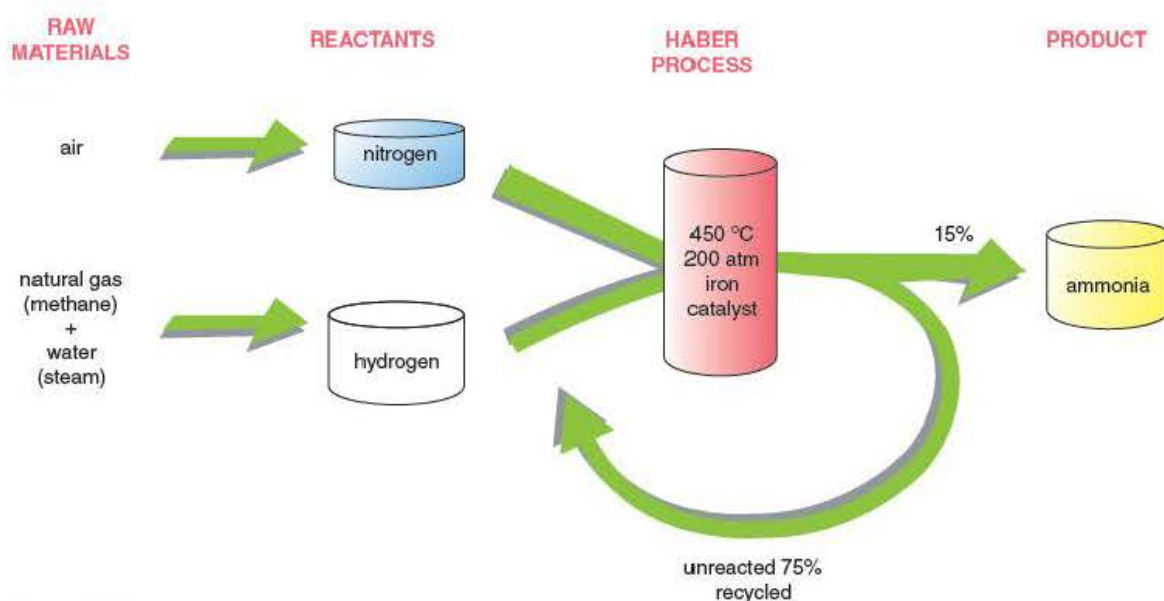 RAW
MATERIALS
REACTANTS
HABER
PROCESS
PRODUCT
air
nitrogen
natural gas
(methane)
+
water
(steam)
hydrogen
450 °C
200 atm
iron
catalyst
15%
ammonia
unreacted 75%
recycled